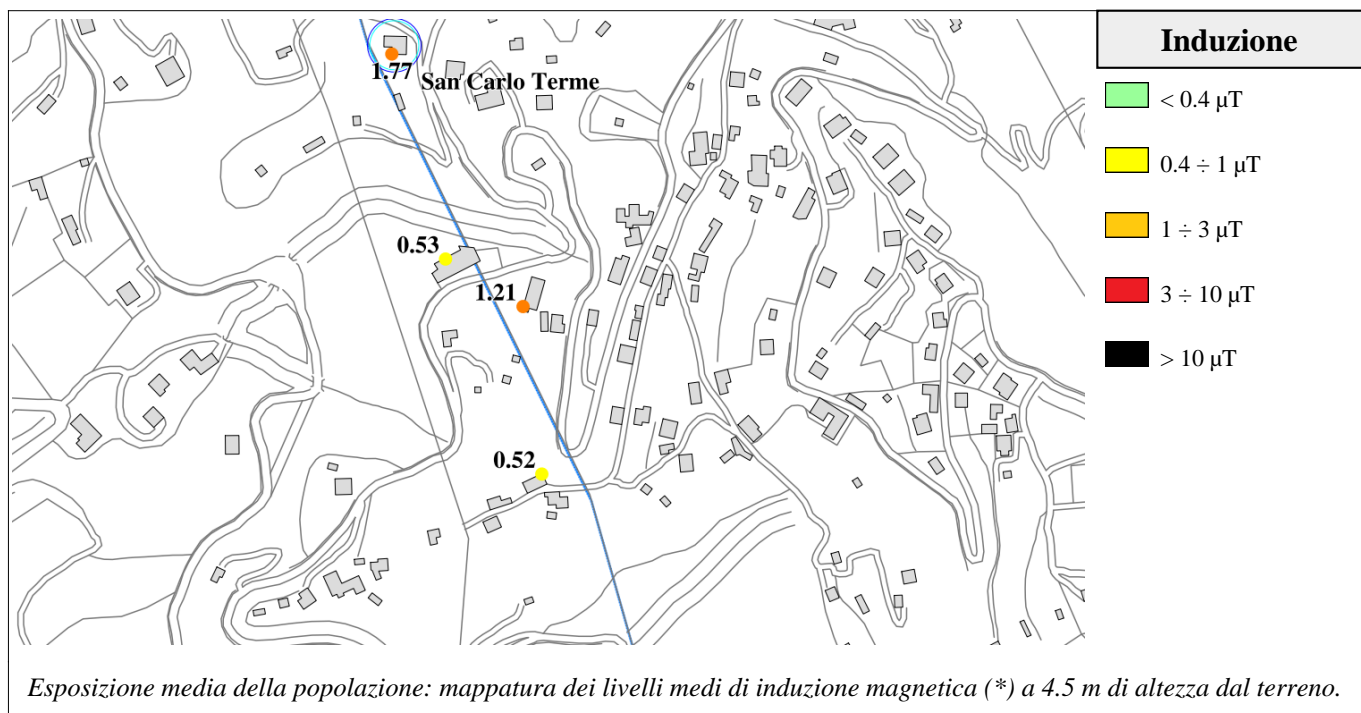 Induzione
< 0.4 µT
0.4 ÷ 1 µT
1 ÷ 3 µT
3 ÷ 10 µT
> 10 µT
1.77
San Carlo Terme
0.53
1.21
0.52
Esposizione media della popolazione: mappatura dei livelli medi di induzione magnetica (*) a 4.5 m di altezza dal terreno.